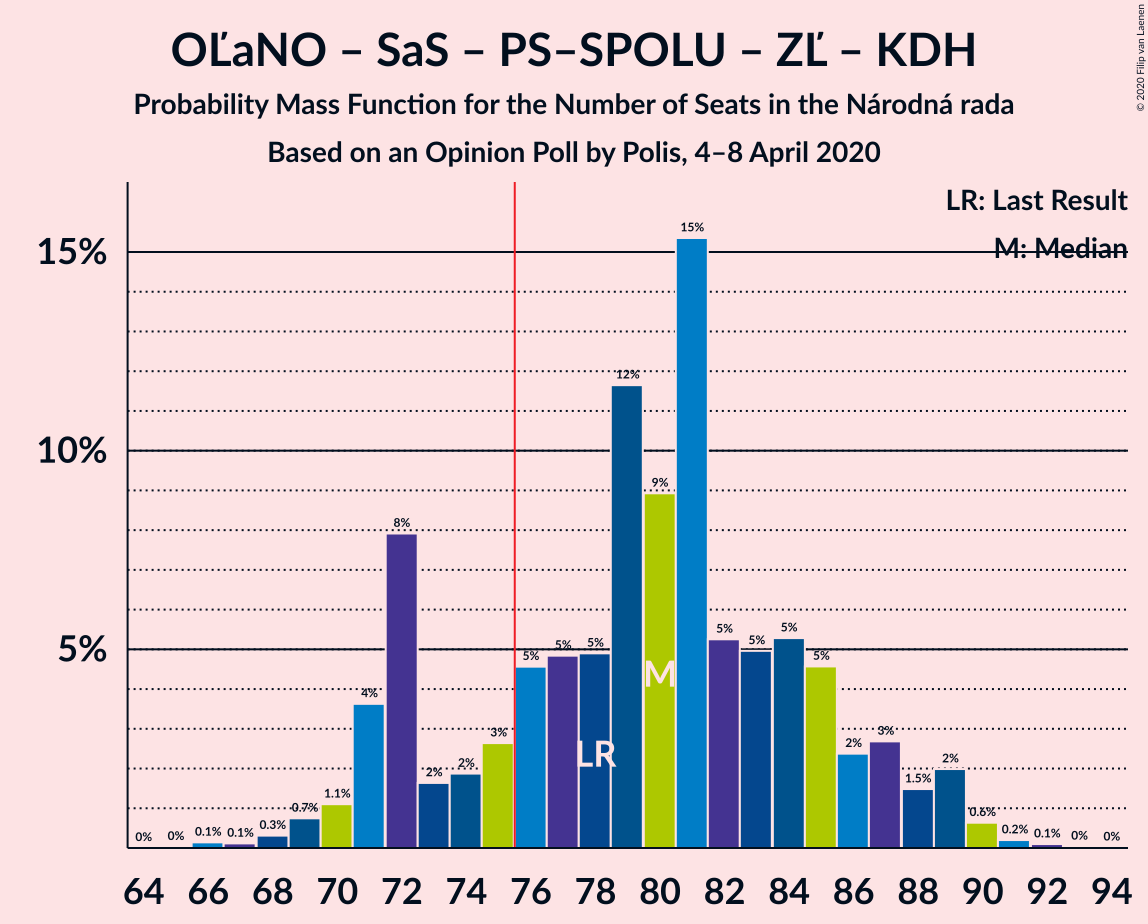 OĽaNO – SaS – PS–SPOLU – ZĽ – KDH
Probability Mass Function for the Number of Seats in the Národná rada
Based on an Opinion Poll by Polis, 4–8 April 2020
© 2020 Filip van Laenen
LR: Last Result
M: Median
15%
10%
5%
0% 0% 0.1% 0.1% 0.3% 0.7% 1.1% 4% 8% 2% 2% 3% 5% 5% 5% 12% 9% 15% 5% 5% 5% 5% 2% 3% 1.5% 2% 0.6% 0.2% 0.1% 0% 0%
M
LR
64 66 68 70 72 74 76 78 80 82 84 86 88 90 92 94